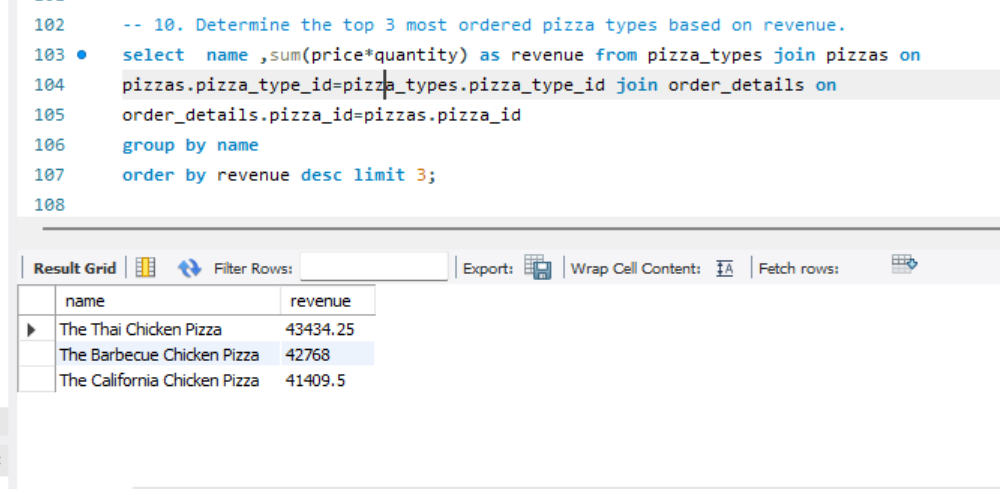 102 -- 10. Determine the top 3 most ordered pizza types based on revenue.
103 select name ,sum(price*quantity) as revenue from pizza_types join pizzas on
104 pizzas.pizza_type_id=pizza_types.pizza_type_id join order_details on
105 order_details.pizza_id=pizzas.pizza_id
106 group by name
107 order by revenue desc limit 3;
108
Result Grid Filter Rows: Export: Wrap Cell Content: IA Fetch rows:
name revenue
The Thai Chicken Pizza 43434.25
The Barbecue Chicken Pizza 42768
The California Chicken Pizza 41409.5